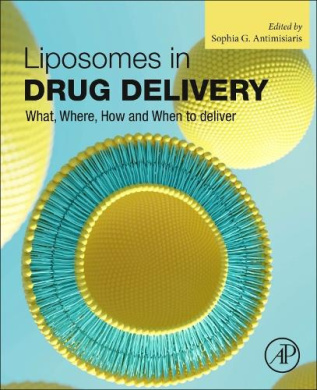 Edited by
Sophia G. Antimisiaris
Liposomes in
DRUG DELIVERY
What, Where, How and When to deliver
AP